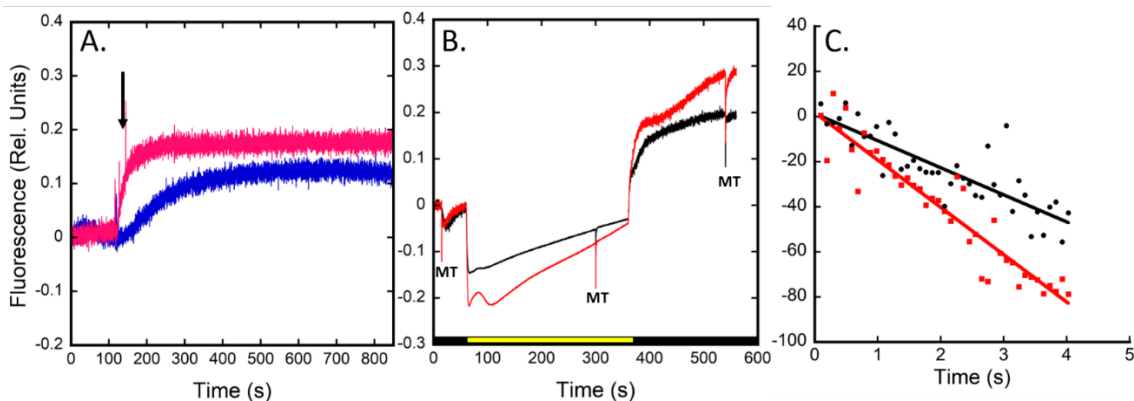 A.
B.
C.
Fluorescence (Rel. Units)
0.4
0.3
0.2
0.1
0
-0.1
-0.2
0 100 200 300 400 500 600 700 800
Time (s)
0.4
0.3
0.2
0.1
0
-0.1
-0.2
-0.3
MT
MT
MT
0 100 200 300 400 500 600
Time (s)
40
20
0
-20
-40
-60
-80
-100
0 1 2 3 4 5
Time (s)